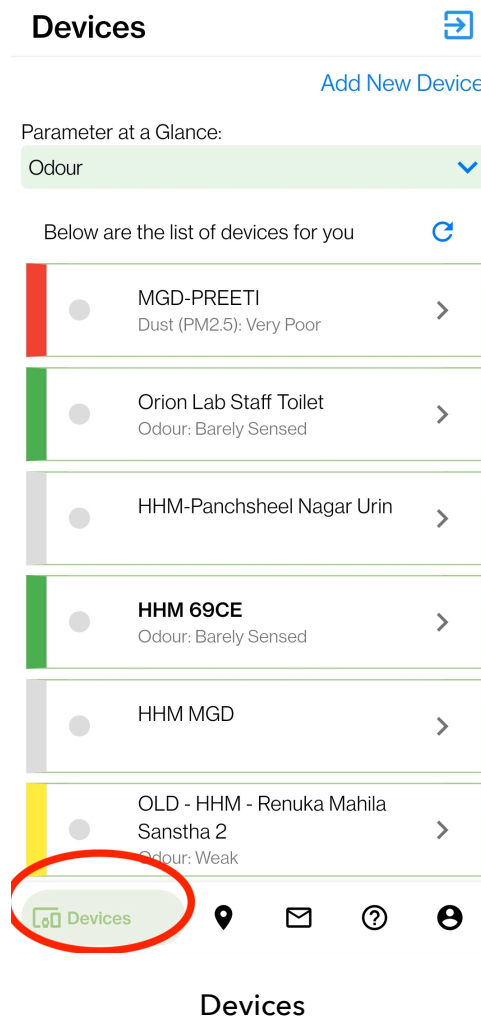 Devices
Add New Device
Parameter at a Glance:
Odour
Below are the list of devices for you
MGD-PREETI
Dust (PM2.5): Very Poor
Orion Lab Staff Toilet
Odour: Barely Sensed
HHM-Panchsheel Nagar Urin
HHM 69CE
Odour: Barely Sensed
HHM MGD
OLD - HHM - Renuka Mahila
Sanstha 2
Odour: Weak
Devices
Devices